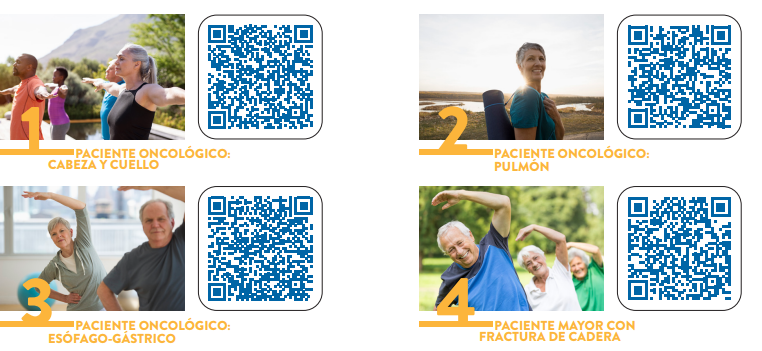 1
PACIENTE ONCOLÓGICO:
CABEZA Y CUELLO
2
PACIENTE ONCOLÓGICO:
PULMÓN
3
PACIENTE ONCOLÓGICO:
ESÓFAGO-GÁSTRICO
4
PACIENTE MAYOR CON
FRACTURA DE CADERA